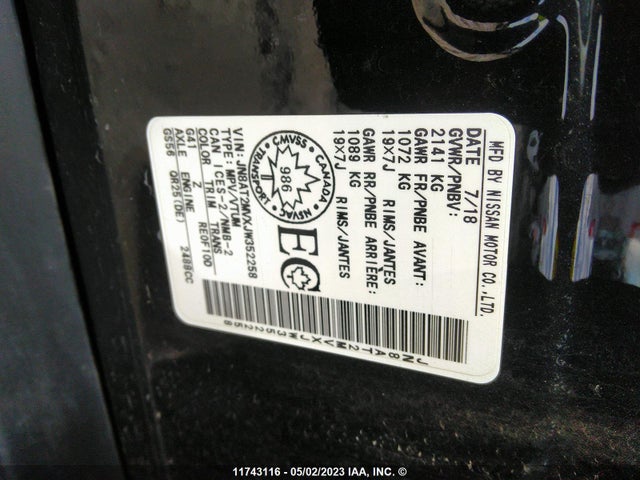 MFD BY NISSAN MOTOR CO.,LTD.
DATE 7/18
GVWR/PNBV:
2141 KG
GAWR FR/PNBE AVANT:
1072 KG RIMS/JANTES
19X7J
GAWR RR/PNBE ARRIÈRE:
1089 KG RIMS/JANTES
19X7J
CANADA
CMVSS NSVAC
986
TRANSPORT
EC
VIN: JN8AT2MVXJW352258
TYPE: MPV/VTUM
CAN ICES-2/NMB-2
COLOR TRIM TRANS
Z REOF10D
G41
AXLE ENGINE
GS56 QR25(DE) 2488CC
JN8AT2MVXJW352258
11743116 - 05/02/2023 IAA, INC. ©